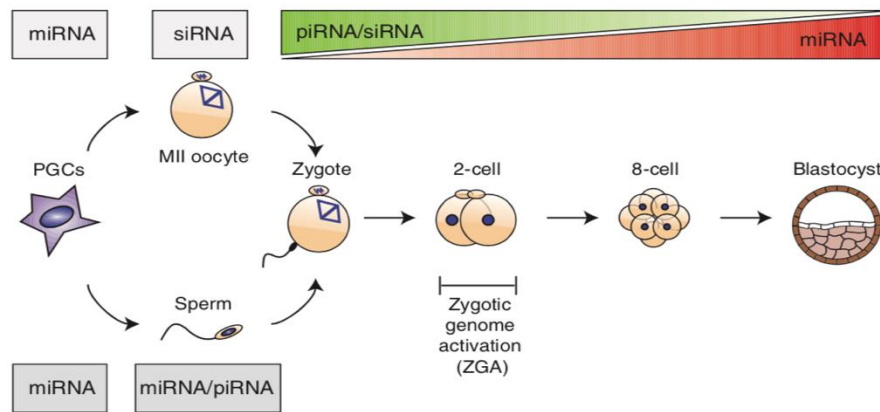 miRNA
siRNA
piRNA/siRNA
miRNA
PGCs
MII oocyte
Zygote
2-cell
8-cell
Blastocyst
Sperm
Zygotic
genome
activation
(ZGA)
miRNA
miRNA/piRNA